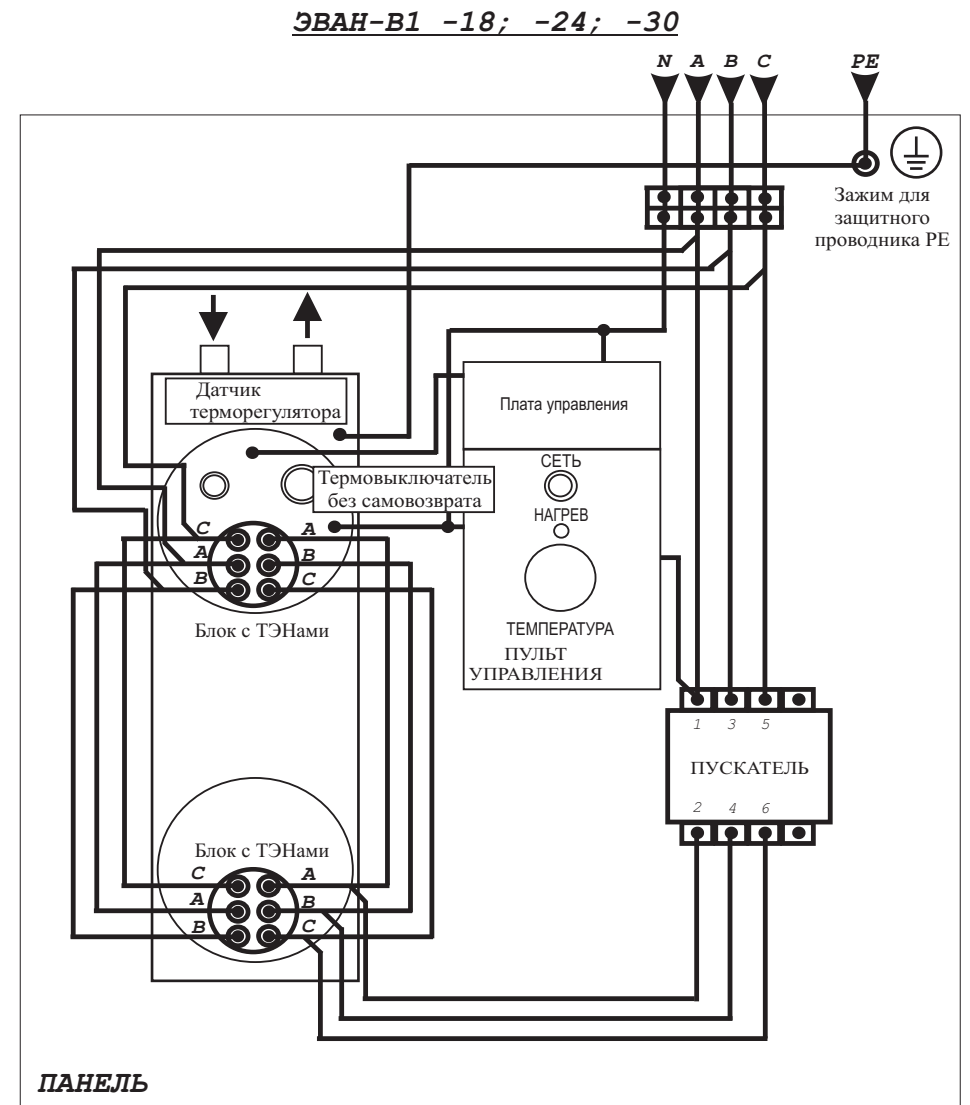 ЭВАН-В1 -18; -24; -30
N A B C PE
Зажим для
защитного
проводника PE
Датчик
терморегулятора
Плата управления
Термовыключатель
без самовозврата
СЕТЬ
НАГРЕВ
ТЕМПЕРАТУРА
ПУЛЬТ
УПРАВЛЕНИЯ
C A
A B
B C
Блок с ТЭНами
1 3 5
ПУСКАТЕЛЬ
2 4 6
Блок с ТЭНами
C A
A B
B C
ПАНЕЛЬ